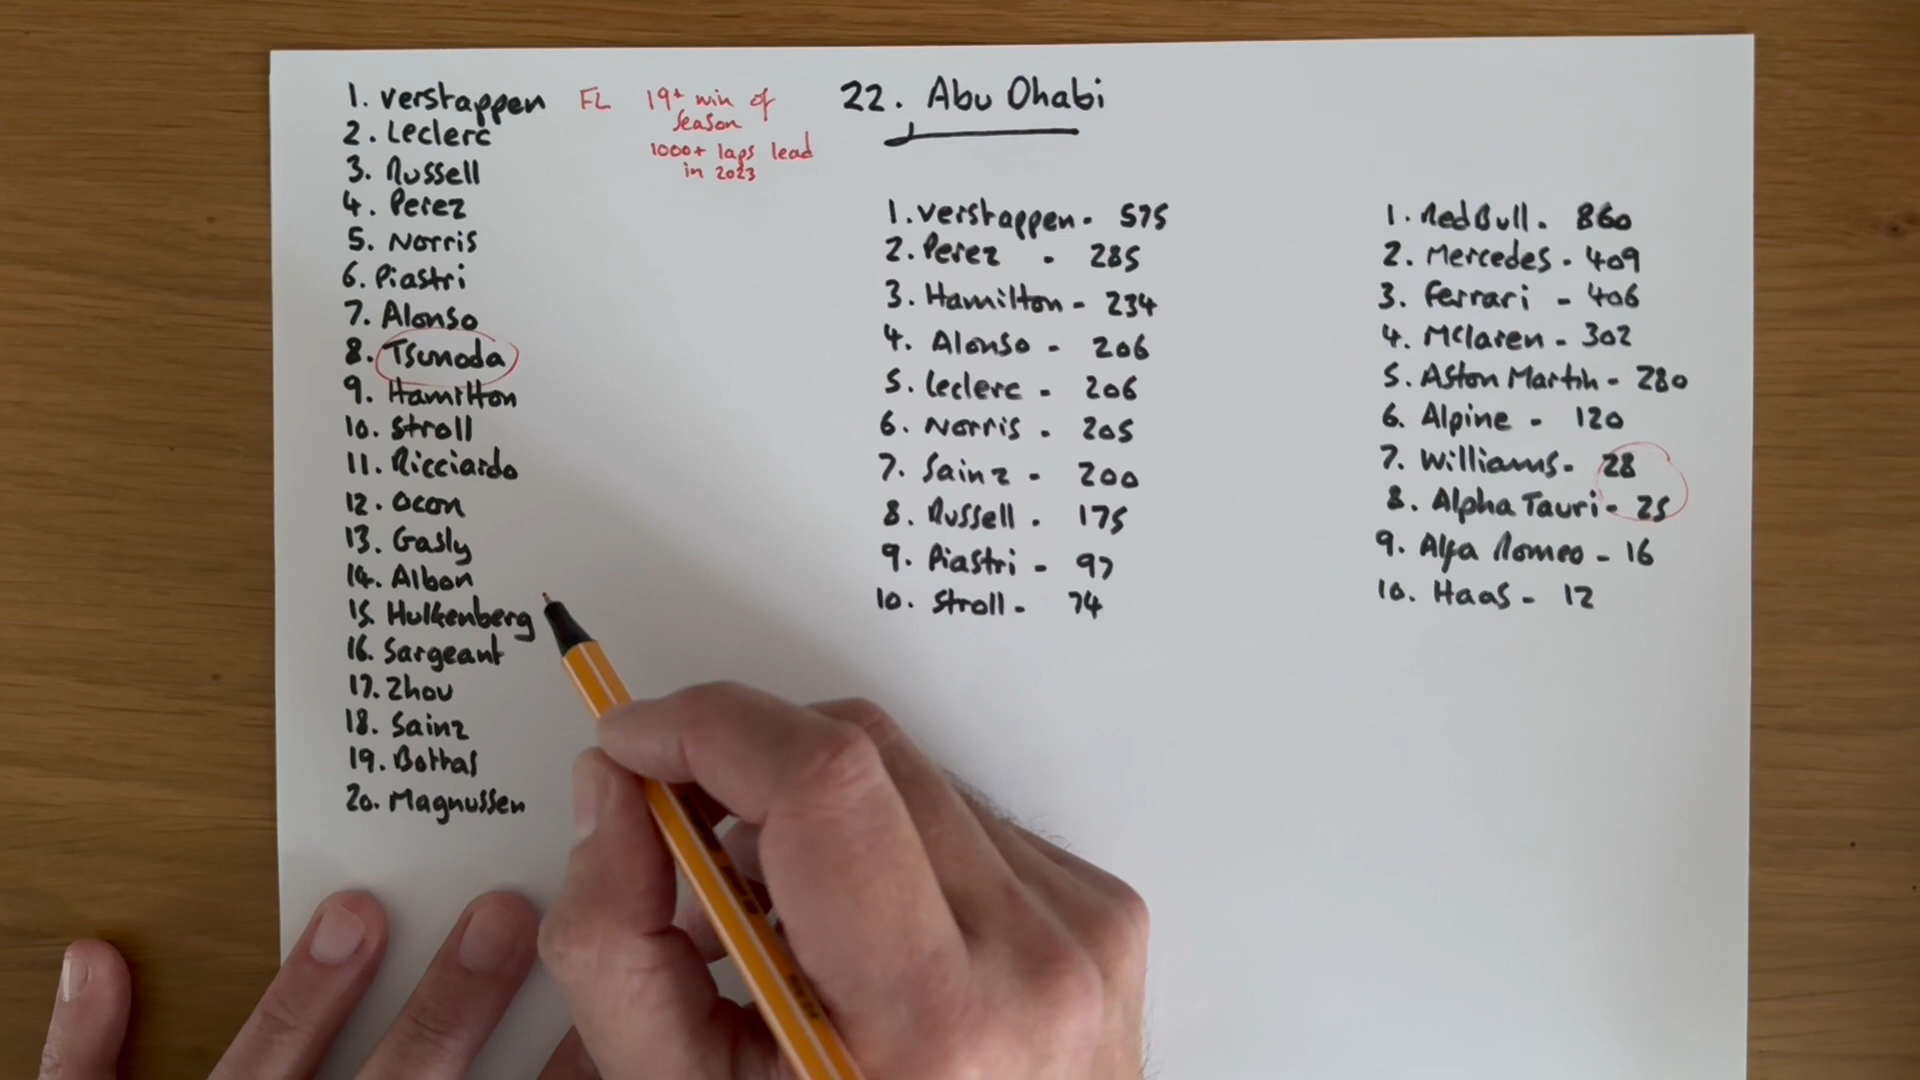 1. Verstappen FL 19th win of
season
1000+ laps lead
in 2023
2. Leclerc
3. Russell
4. Perez
5. Norris
6. Piastri
7. Alonso
8. Tsunoda
9. Hamilton
10. Stroll
11. Ricciardo
12. Ocon
13. Gasly
14. Albon
15. Hulkenberg
16. Sargeant
17. Zhou
18. Sainz
19. Bottas
20. Magnussen
22. Abu Dhabi
1. Verstappen - 575
2. Perez - 285
3. Hamilton - 234
4. Alonso - 206
5. Leclerc - 206
6. Norris - 205
7. Sainz - 200
8. Russell - 175
9. Piastri - 97
10. Stroll - 74
1. Red Bull - 860
2. Mercedes - 409
3. Ferrari - 406
4. McLaren - 302
5. Aston Martin - 280
6. Alpine - 120
7. Williams - 28
8. Alpha Tauri - 25
9. Alfa Romeo - 16
10. Haas - 12